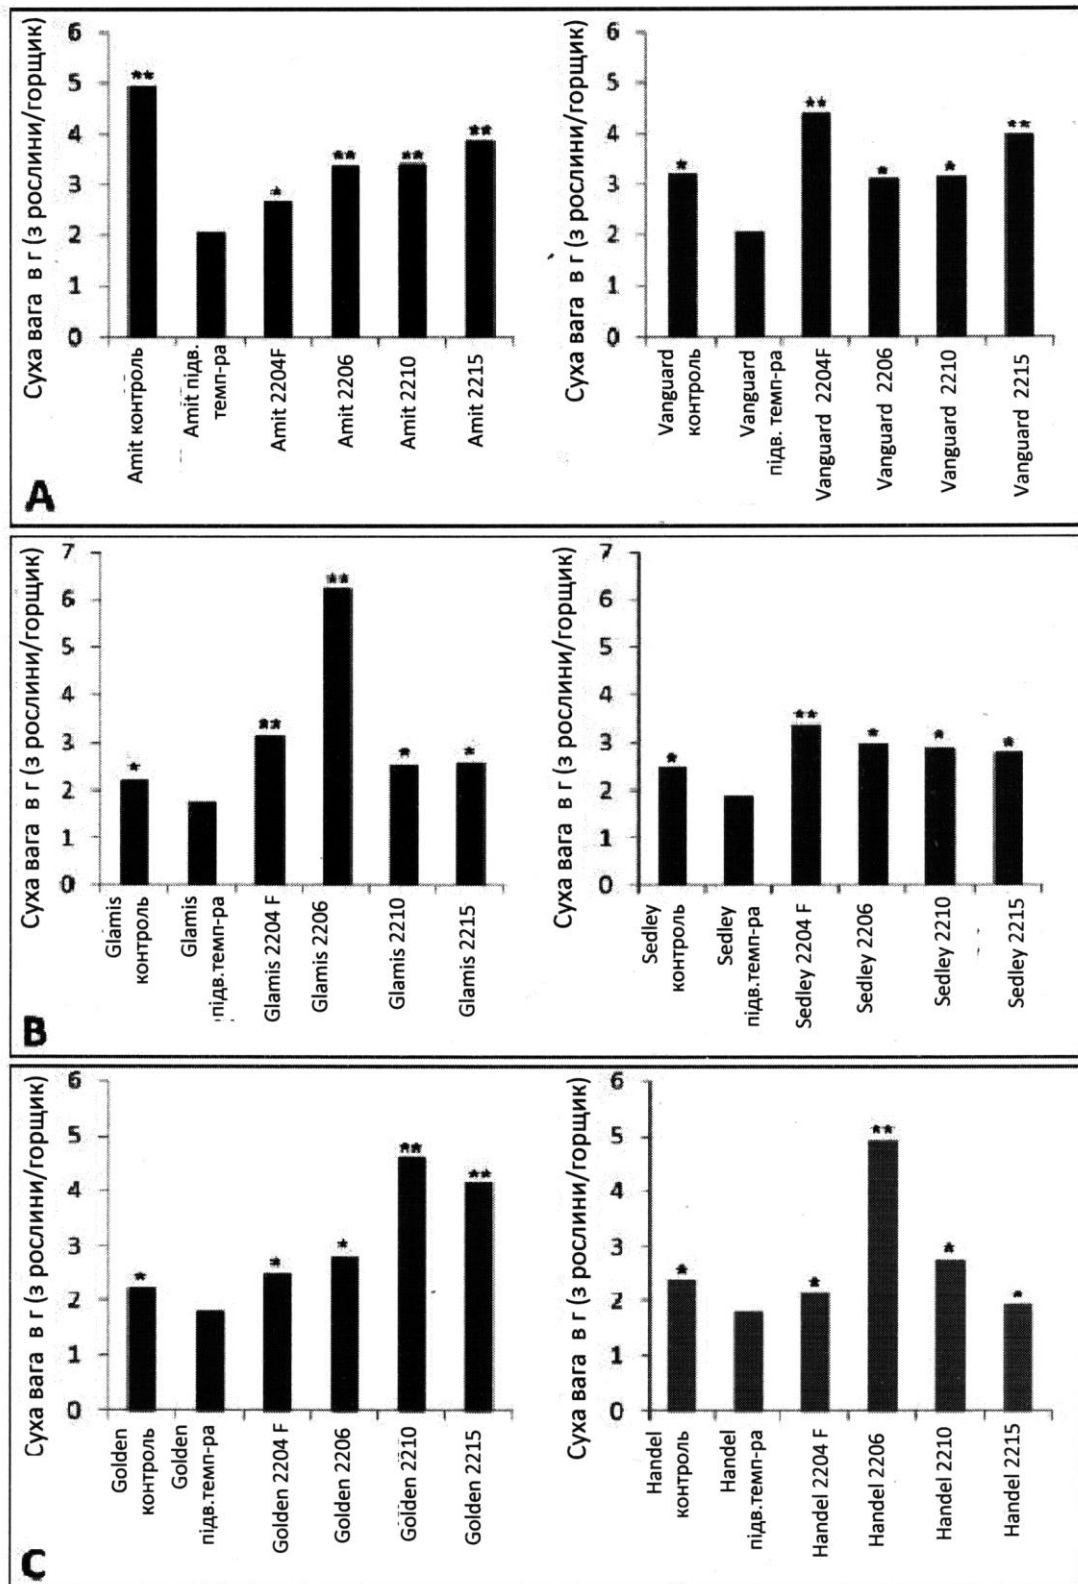 Суха вага в г (з рослини/горщик)
6
5
4
3
2
1
0
**
*
**
**
**
Amit контроль
Amit підв.
темп-ра
Amit 2204F
Amit 2206
Amit 2210
Amit 2215
Суха вага в г (з рослини/горщик)
6
5
4
3
2
1
0
*
**
*
*
**
Vanguard
контроль
Vanguard
підв. темп-ра
Vanguard 2204F
Vanguard 2206
Vanguard 2210
Vanguard 2215
A
Суха вага в г (з рослини/горщик)
7
6
5
4
3
2
1
0
*
**
**
*
*
Glamis
контроль
Glamis
підв.темп-ра
Glamis 2204 F
Glamis 2206
Glamis 2210
Glamis 2215
Суха вага в г (з рослини/горщик)
7
6
5
4
3
2
1
0
*
**
*
*
*
Sedley
контроль
Sedley
підв.темп-ра
Sedley 2204 F
Sedley 2206
Sedley 2210
Sedley 2215
B
Суха вага в г (з рослини/горщик)
6
5
4
3
2
1
0
*
*
*
**
**
Golden
контроль
Golden
підв.темп-ра
Golden 2204 F
Golden 2206
Golden 2210
Golden 2215
Суха вага в г (з рослини/горщик)
6
5
4
3
2
1
0
*
*
**
*
*
Handel
контроль
Handel
підв.темп-ра
Handel 2204 F
Handel 2206
Handel 2210
Handel 2215
C